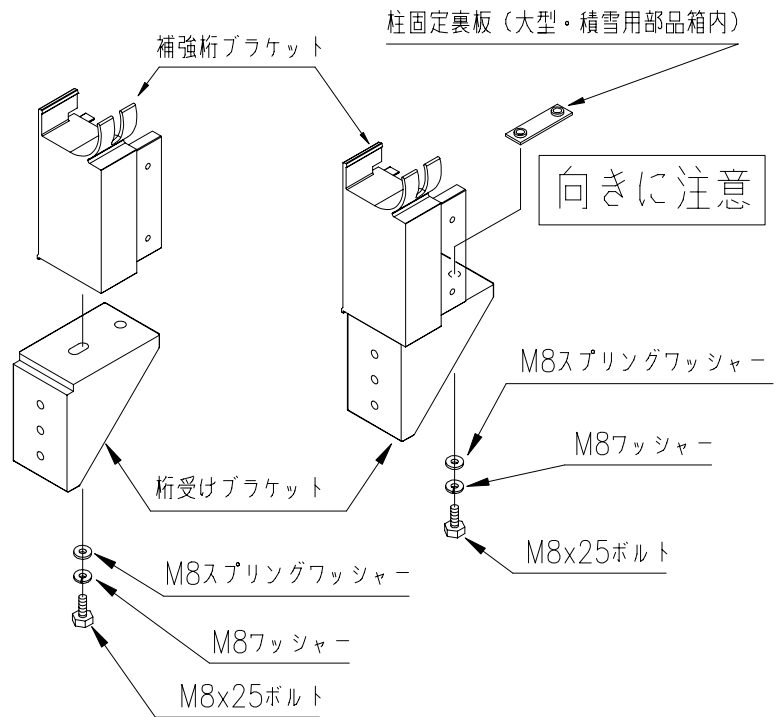 柱固定裏板（大型・積雪用部品箱内）
補強桁ブラケット
向きに注意
M8スプリングワッシャー
M8ワッシャー
M8x25ボルト
桁受けブラケット
M8スプリングワッシャー
M8ワッシャー
M8x25ボルト